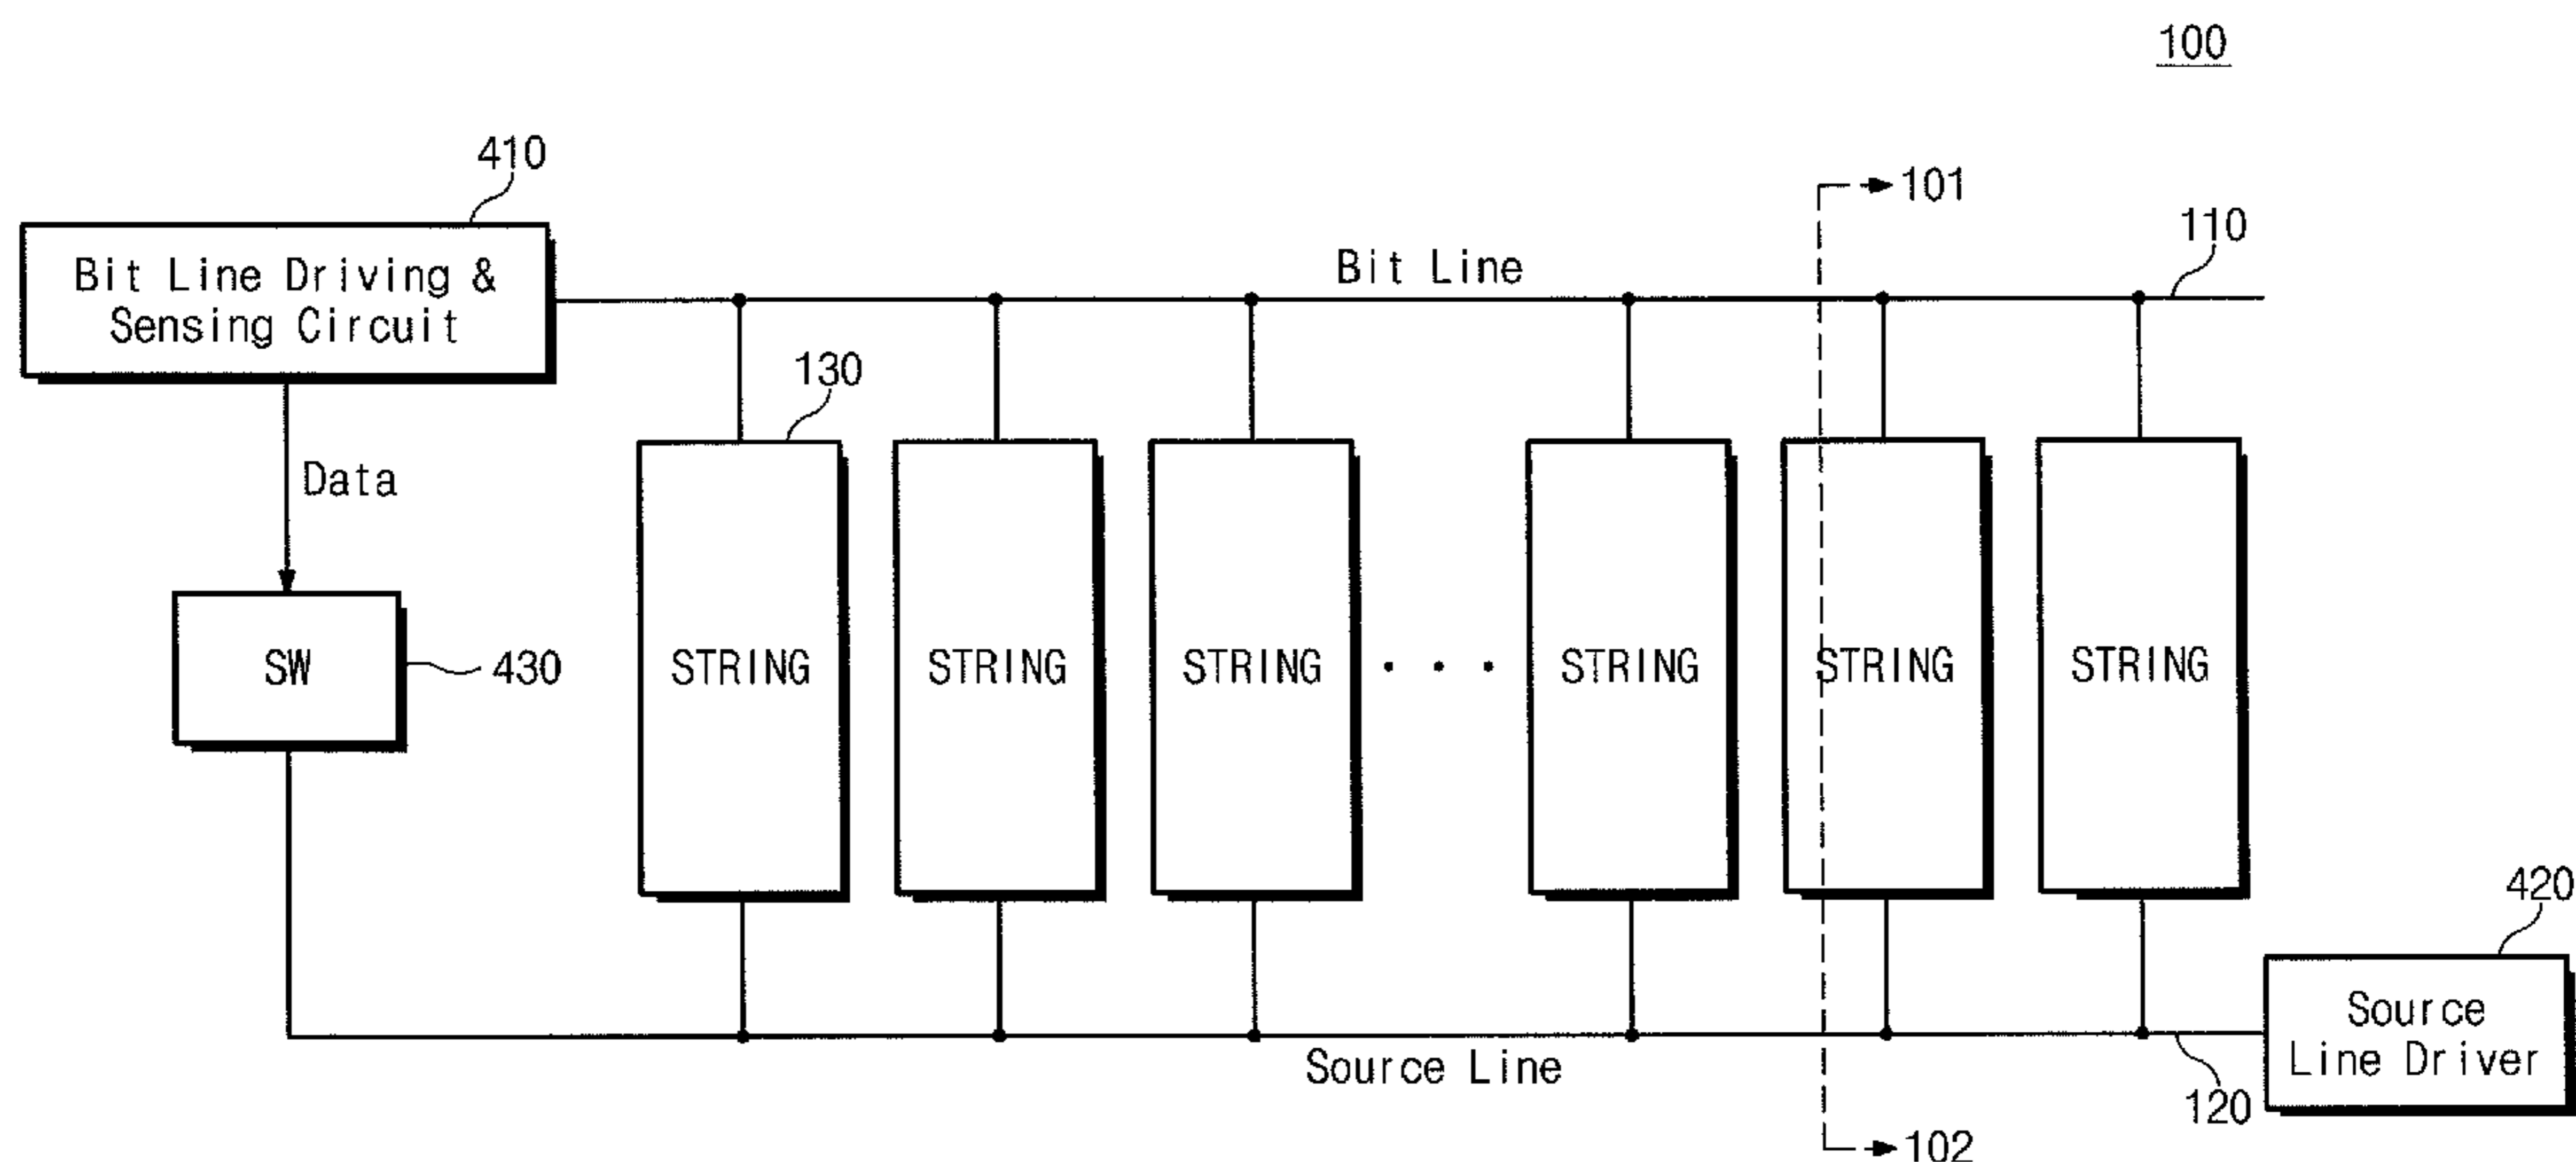 100
410
101
110
Bit Line Driving &
Sensing Circuit
Bit Line
130
Data
SW
430
STRING
STRING
STRING
STRING
STRING
STRING
420
Source
Line Driver
Source Line
120
102